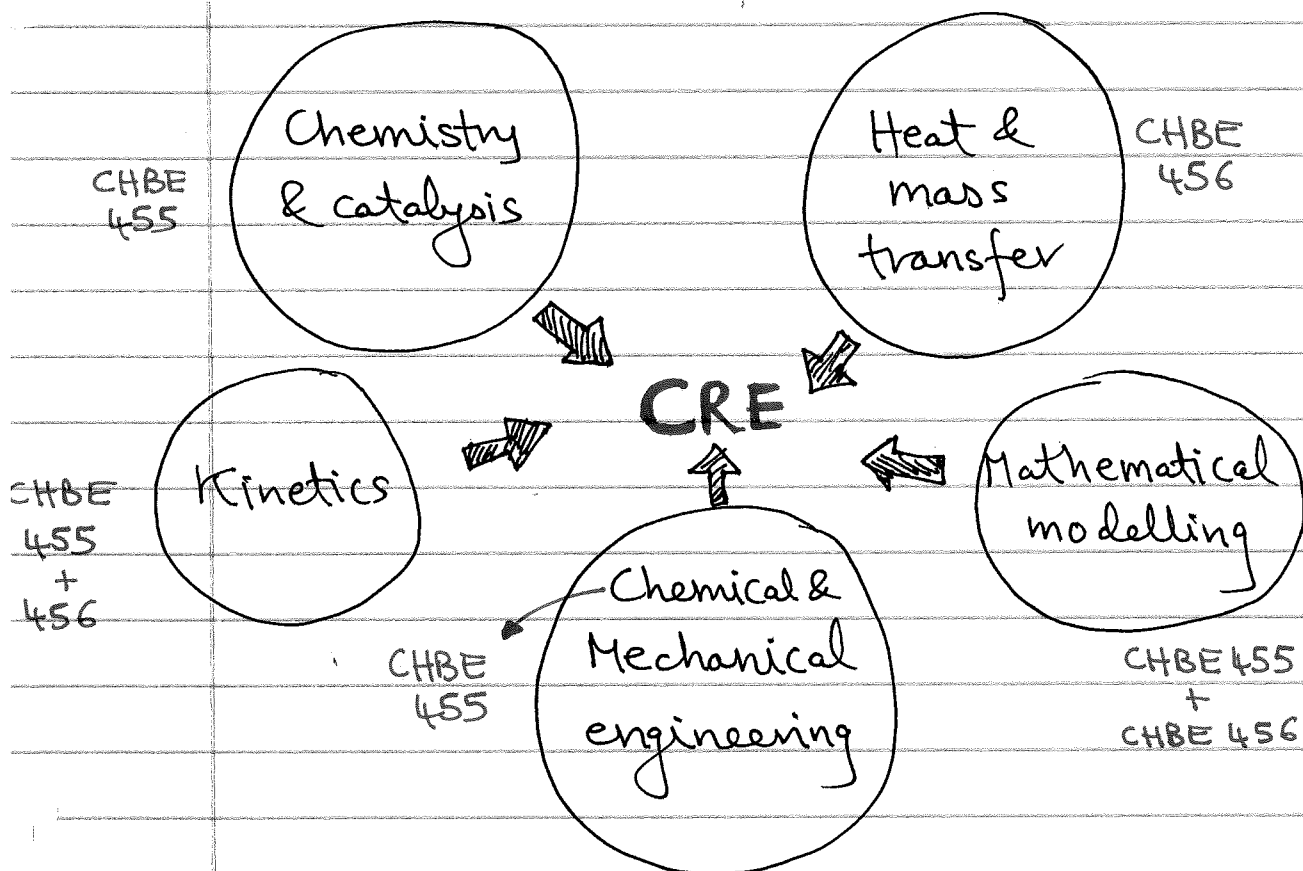 Chemistry
& catalysis
CHBE
455
Heat &
mass
transfer
CHBE
456
CRE
Kinetics
CHBE
455
+
456
Mathematical
modelling
CHBE 455
+
CHBE 456
Chemical &
Mechanical
engineering
CHBE
455